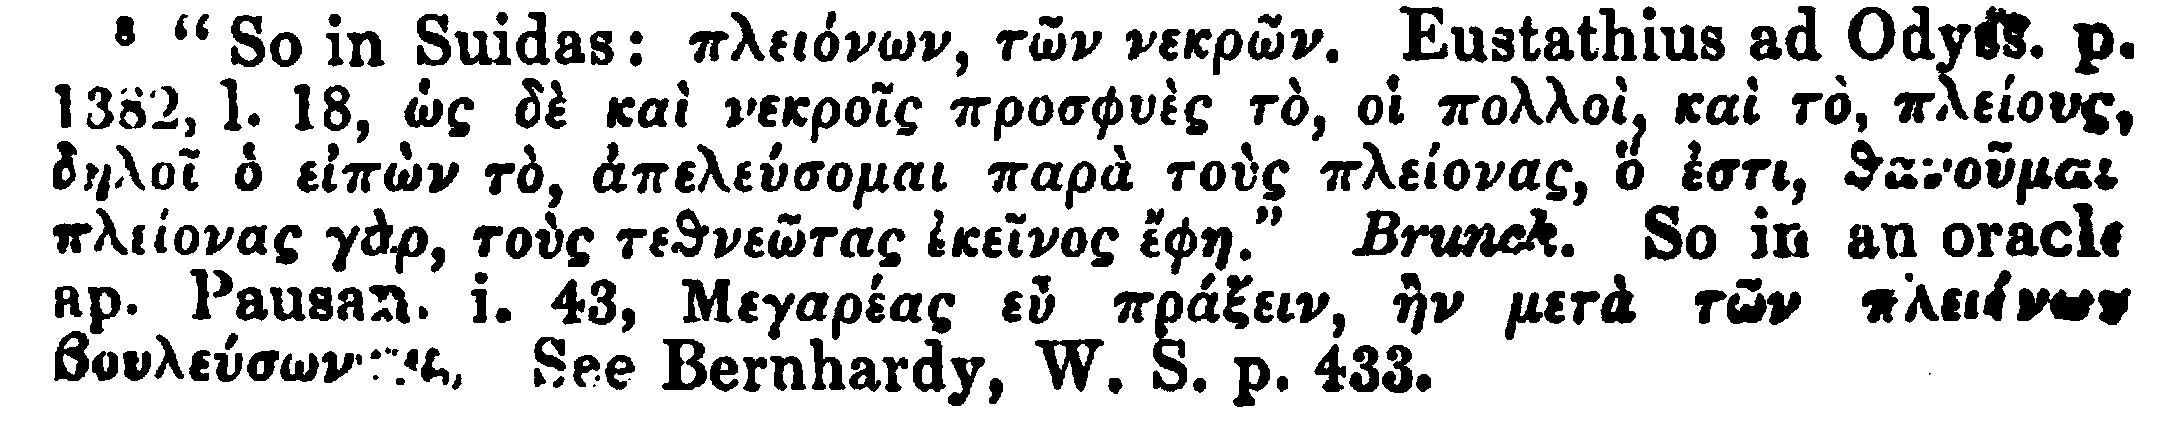 ⁸ “So in Suidas: πλειόνων, τῶν νεκρῶν. Eustathius ad Odyss. p.
1382, l. 18, ὡς δὲ καὶ νεκροῖς προσφυὲς τὸ, οἱ πολλοὶ, καὶ τὸ, πλείους,
δηλοῖ ὁ εἰπὼν τὸ, ἀπελεύσομαι παρὰ τοὺς πλείονας, ὅ ἐστι, θανοῦμαι
πλείονας γὰρ, τοὺς τεθνεῶτας ἐκεῖνος ἔφη.” Brunck. So in an oracle
ap. Pausan. i. 43, Μεγαρέας εὖ πράξειν, ἢν μετὰ τῶν πλειόνων
βουλεύσωνται. See Bernhardy, W. S. p. 433.